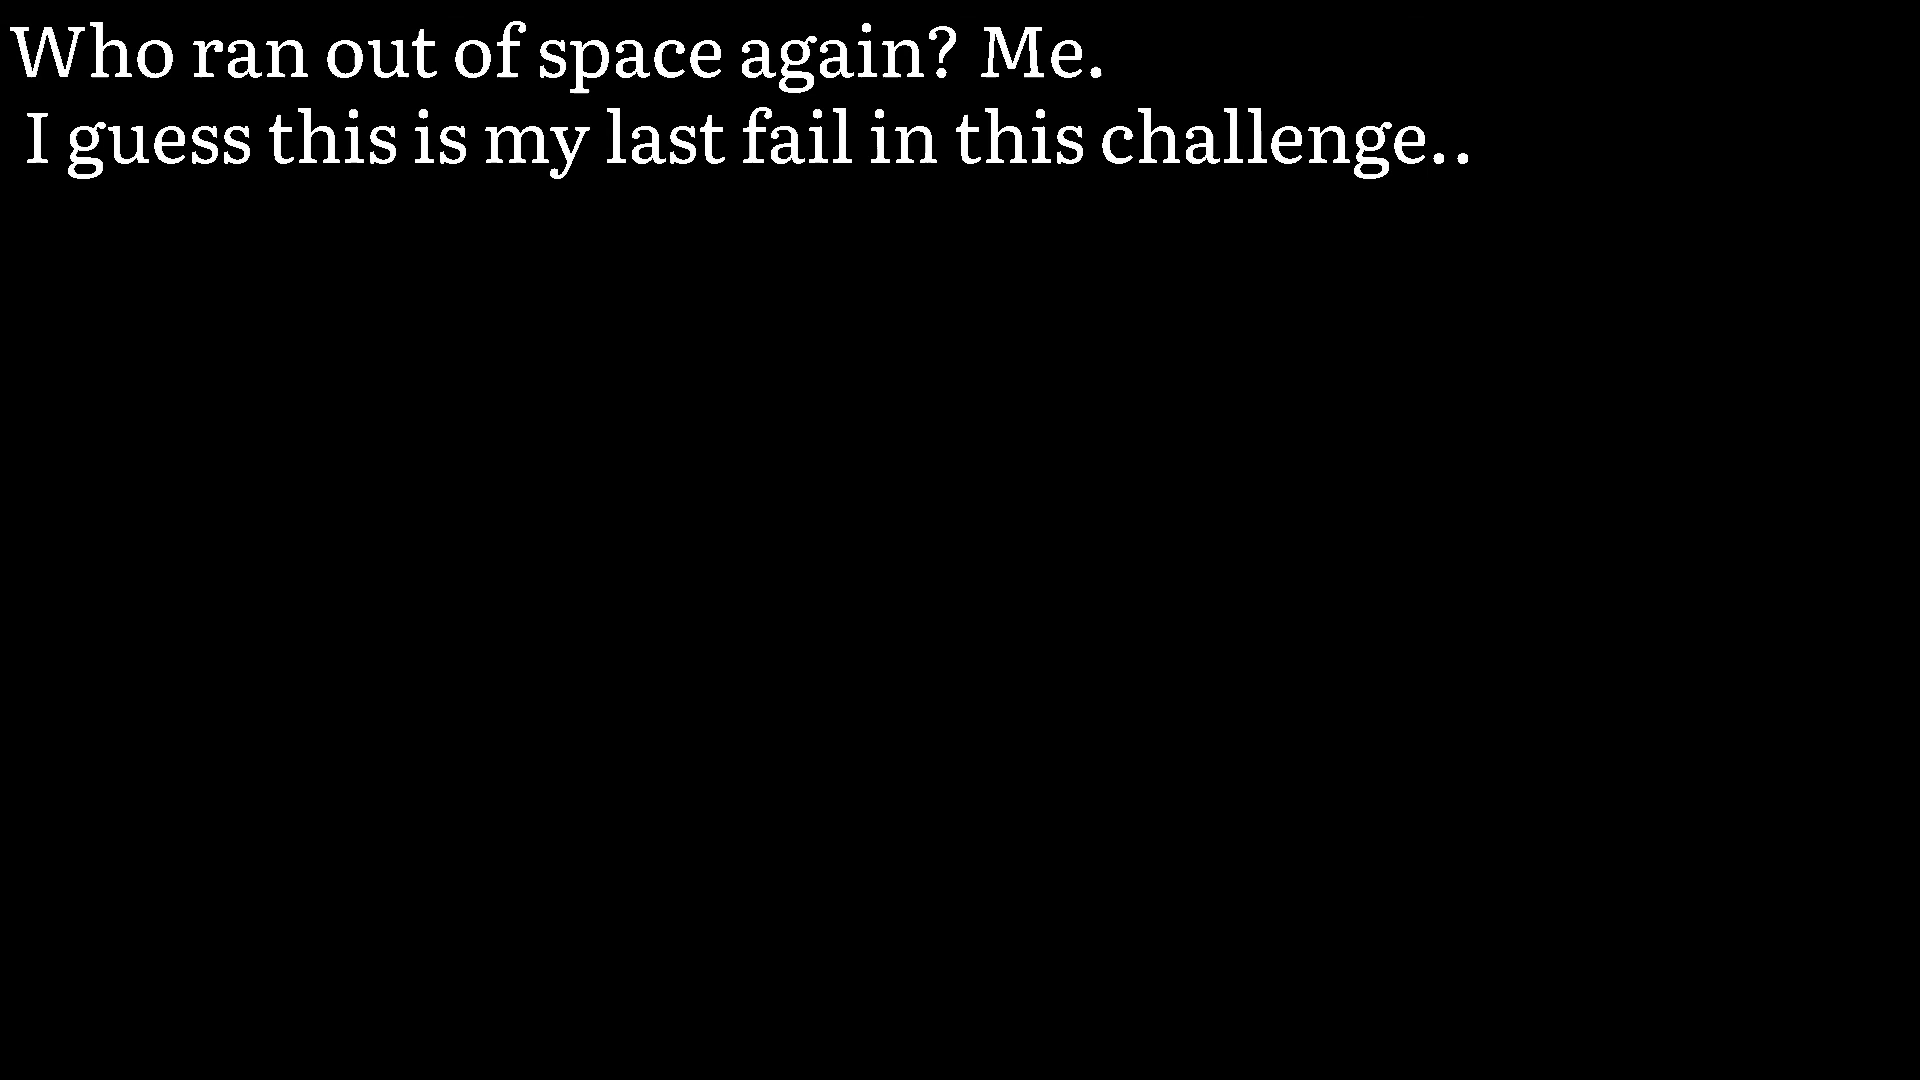 Who ran out of space again? Me.
I guess this is my last fail in this challenge..